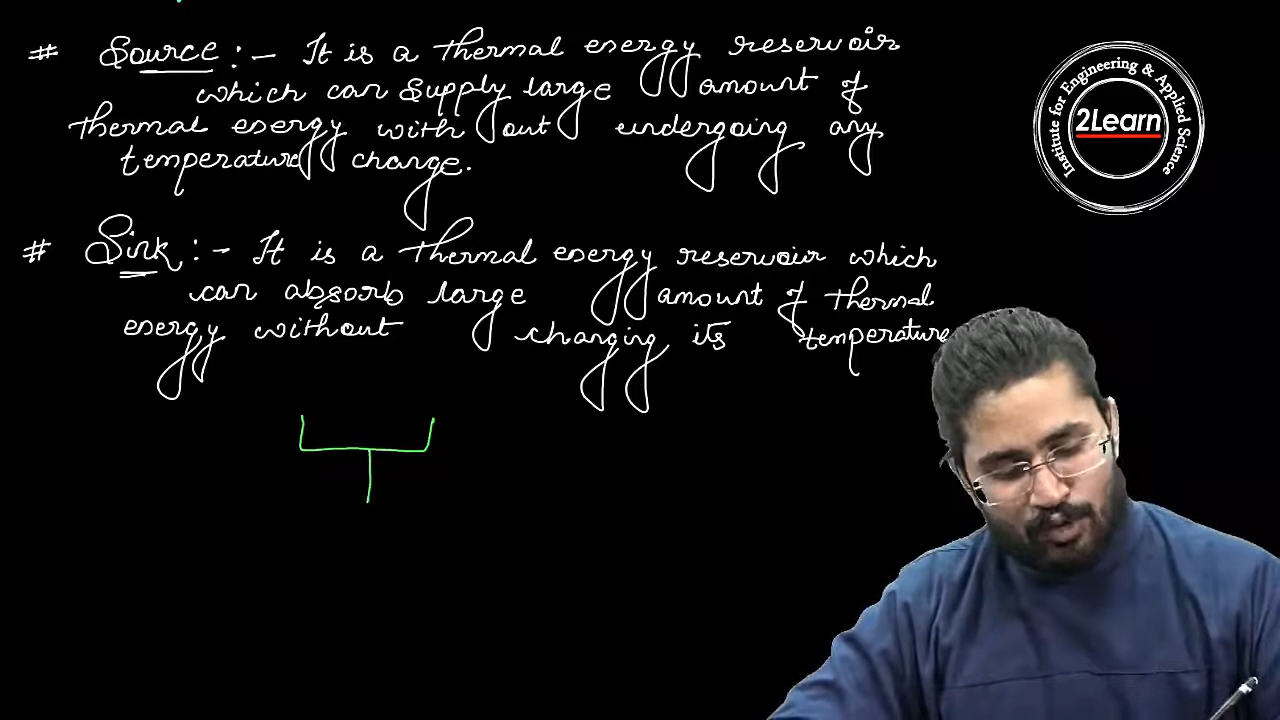 # Source :- It is a thermal energy reservoir
which can supply large amount of
thermal energy with out undergoing any
temperature change.
# Sink :- It is a thermal energy reservoir which
can absorb large amount of thermal
energy without changing its temperature
Institute for Engineering & Applied Science
2Learn